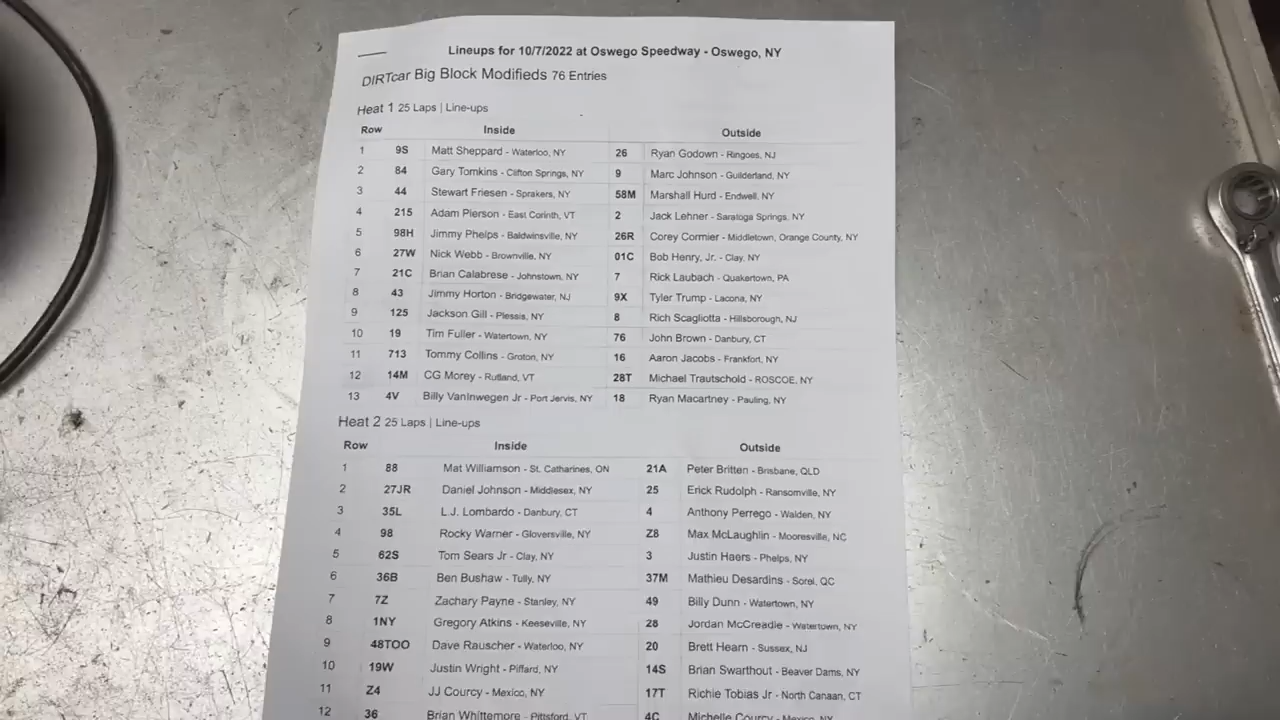 Lineups for 10/7/2022 at Oswego Speedway - Oswego, NY
DIRTcar Big Block Modifieds 76 Entries
Heat 1 25 Laps | Line-ups
Row Inside Outside
1 9S Matt Sheppard - Waterloo, NY 26 Ryan Godown - Ringoes, NJ
2 84 Gary Tomkins - Clifton Springs, NY 9 Marc Johnson - Guilderland, NY
3 44 Stewart Friesen - Sprakers, NY 58M Marshall Hurd - Endwell, NY
4 215 Adam Pierson - East Corinth, VT 2 Jack Lehner - Saratoga Springs, NY
5 98H Jimmy Phelps - Baldwinsville, NY 26R Corey Cormier - Middletown, Orange County, NY
6 27W Nick Webb - Brownville, NY 01C Bob Henry, Jr. - Clay, NY
7 21C Brian Calabrese - Johnstown, NY 7 Rick Laubach - Quakertown, PA
8 43 Jimmy Horton - Bridgewater, NJ 9X Tyler Trump - Lacona, NY
9 125 Jackson Gill - Plessis, NY 8 Rich Scagliotta - Hillsborough, NJ
10 19 Tim Fuller - Watertown, NY 76 John Brown - Danbury, CT
11 713 Tommy Collins - Groton, NY 16 Aaron Jacobs - Frankfort, NY
12 14M CG Morey - Rutland, VT 28T Michael Trautschold - ROSCOE, NY
13 4V Billy VanInwegen Jr - Port Jervis, NY 18 Ryan Macartney - Pauling, NY
Heat 2 25 Laps | Line-ups
Row Inside Outside
1 88 Mat Williamson - St. Catharines, ON 21A Peter Britten - Brisbane, QLD
2 27JR Daniel Johnson - Middlesex, NY 25 Erick Rudolph - Ransomville, NY
3 35L L.J. Lombardo - Danbury, CT 4 Anthony Perrego - Walden, NY
4 98 Rocky Warner - Gloversville, NY Z8 Max McLaughlin - Mooresville, NC
5 62S Tom Sears Jr - Clay, NY 3 Justin Haers - Phelps, NY
6 36B Ben Bushaw - Tully, NY 37M Mathieu Desardins - Sorel, QC
7 7Z Zachary Payne - Stanley, NY 49 Billy Dunn - Watertown, NY
8 1NY Gregory Atkins - Keeseville, NY 28 Jordan McCreadie - Watertown, NY
9 48TOO Dave Rauscher - Waterloo, NY 20 Brett Hearn - Sussex, NJ
10 19W Justin Wright - Piffard, NY 14S Brian Swarthout - Beaver Dams, NY
11 Z4 JJ Courcy - Mexico, NY 17T Richie Tobias Jr - North Canaan, CT
12 36 Brian Whittemore - Pittsford, VT 4C Michelle Courcy - Mexico, NY